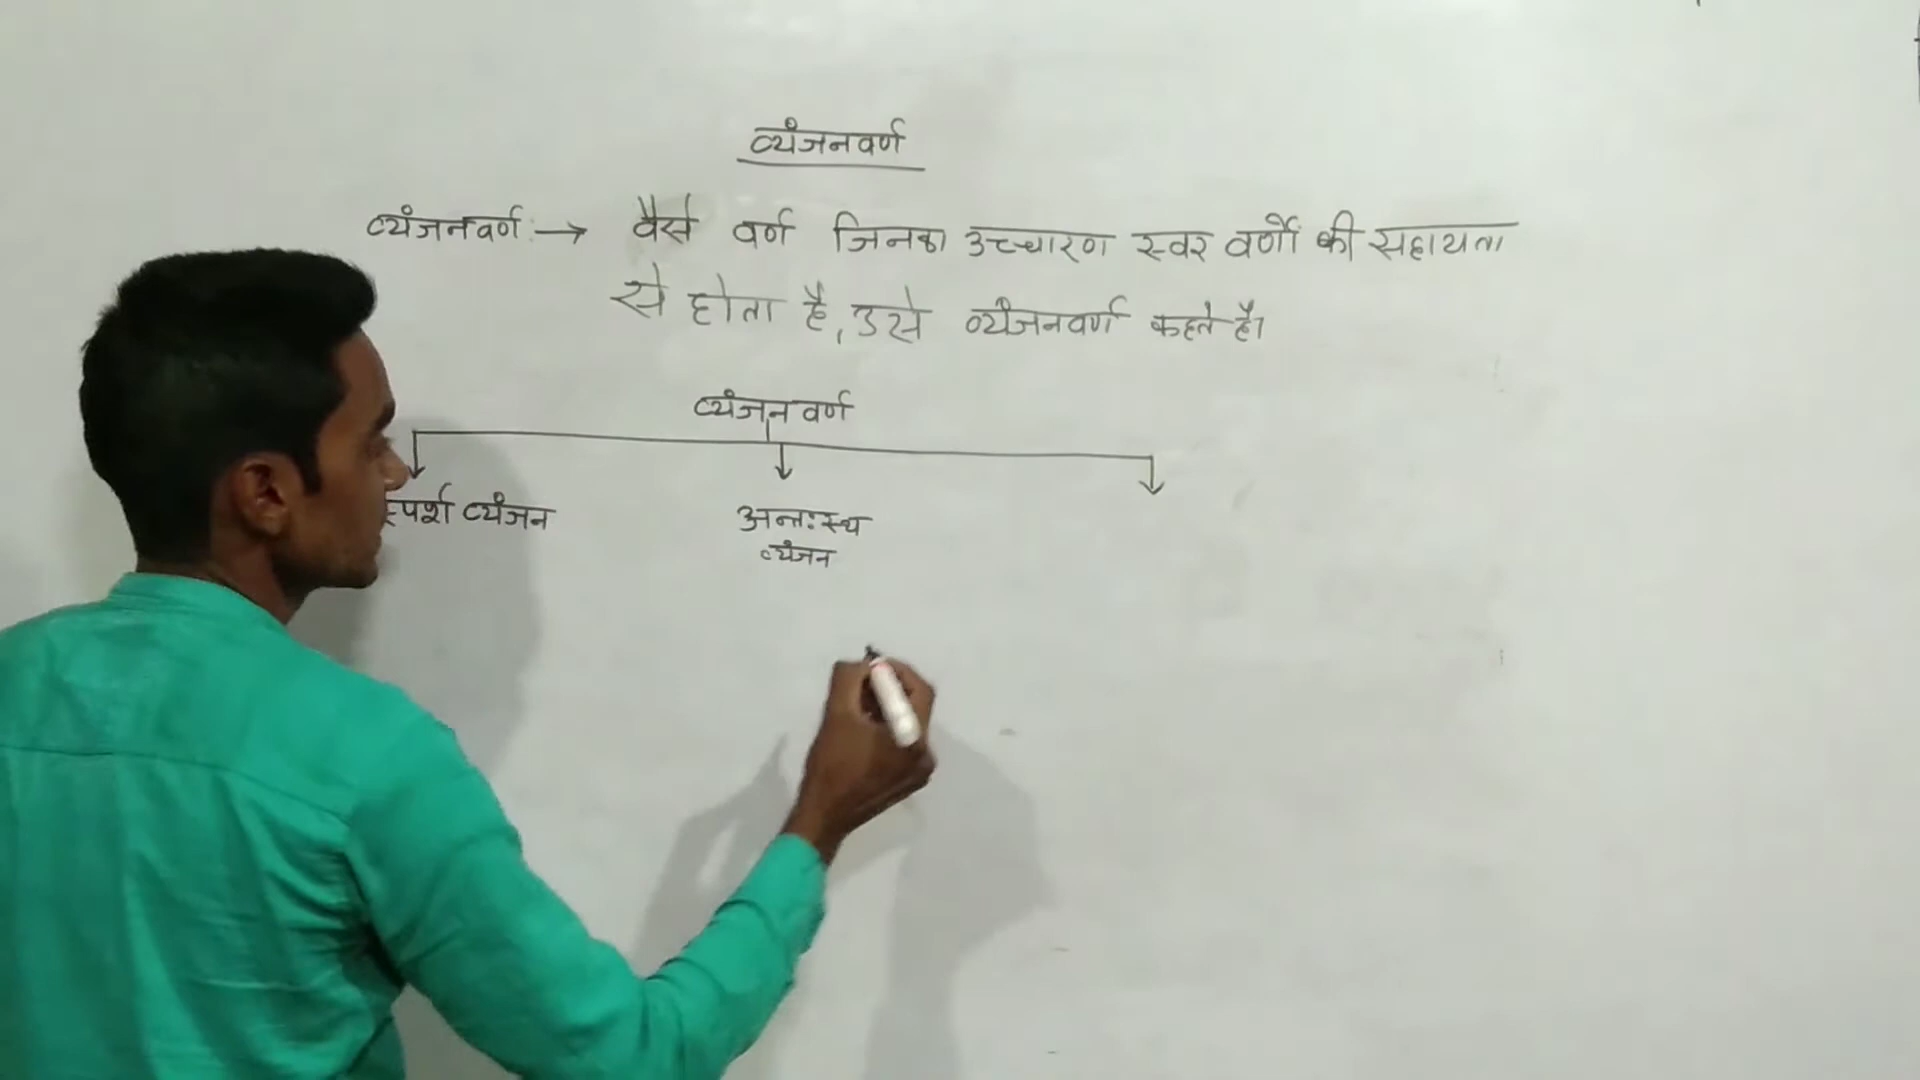 व्यंजनवर्ण
व्यंजनवर्ण :→ वैसे वर्ण जिनका उच्चारण स्वर वर्णों की सहायता
से होता है, उसे व्यंजनवर्ण कहते है।
व्यंजन वर्ण
स्पर्श व्यंजन
अन्तःस्थ
व्यंजन